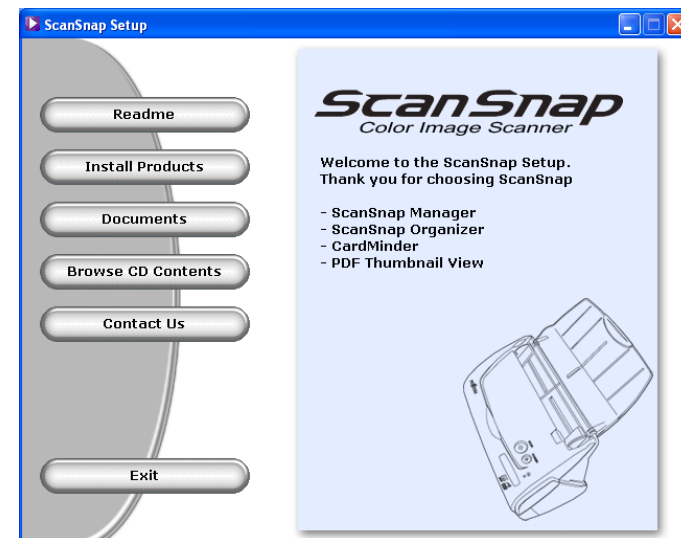 ScanSnap Setup
Readme
Install Products
Documents
Browse CD Contents
Contact Us
Exit
ScanSnap
Color Image Scanner
Welcome to the ScanSnap Setup.
Thank you for choosing ScanSnap
- ScanSnap Manager
- ScanSnap Organizer
- CardMinder
- PDF Thumbnail View